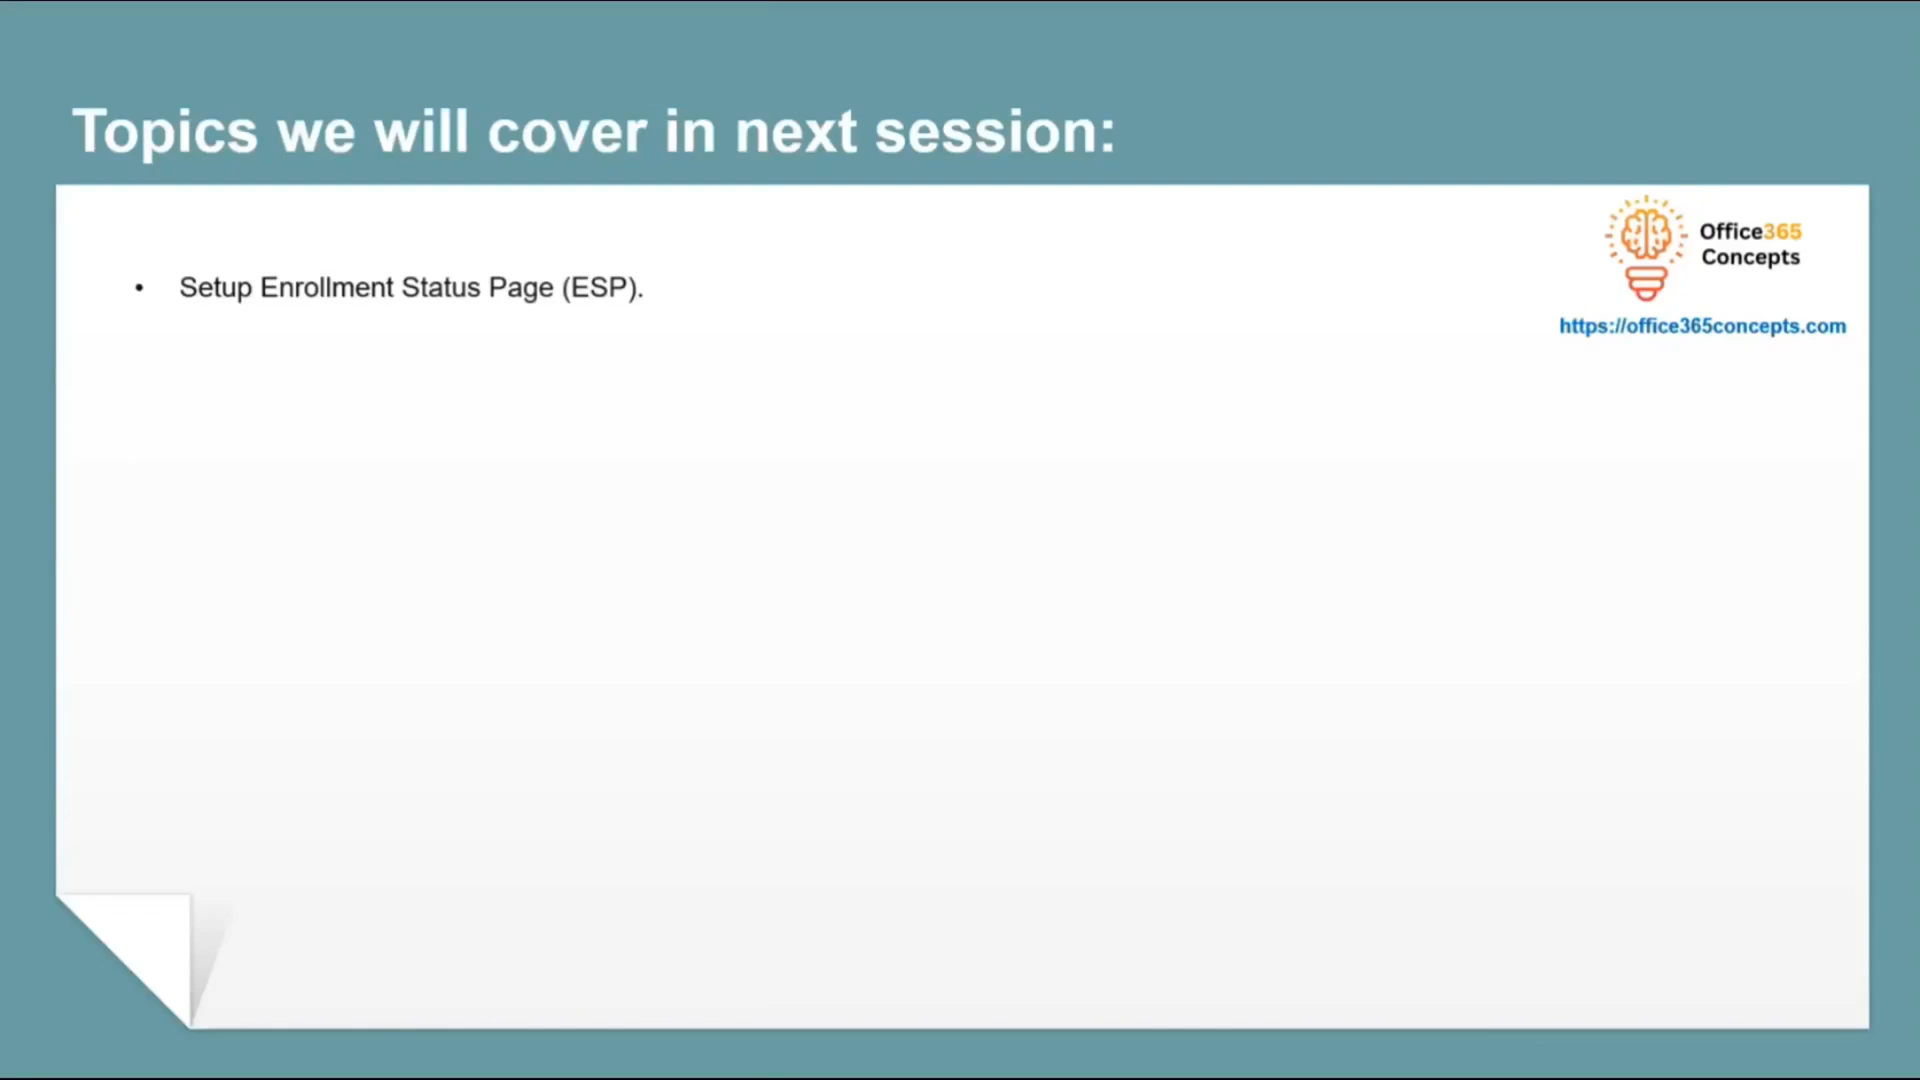 Topics we will cover in next session:
• Setup Enrollment Status Page (ESP).
Office365
Concepts
https://office365concepts.com